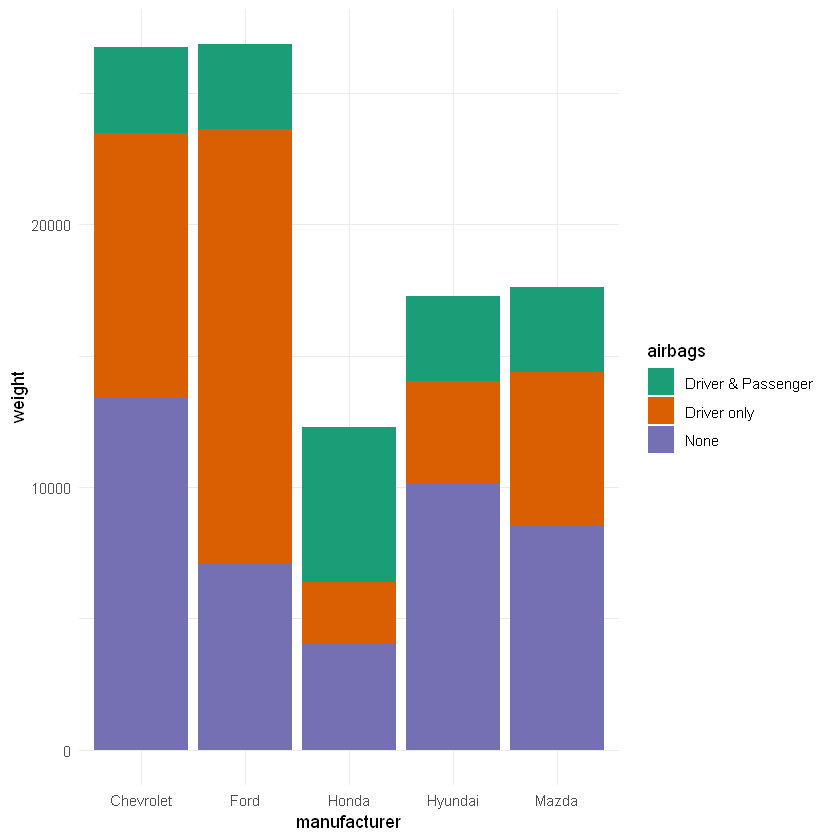 20000
10000
0
weight
Chevrolet Ford Honda Hyundai Mazda
manufacturer
airbags
Driver & Passenger
Driver only
None